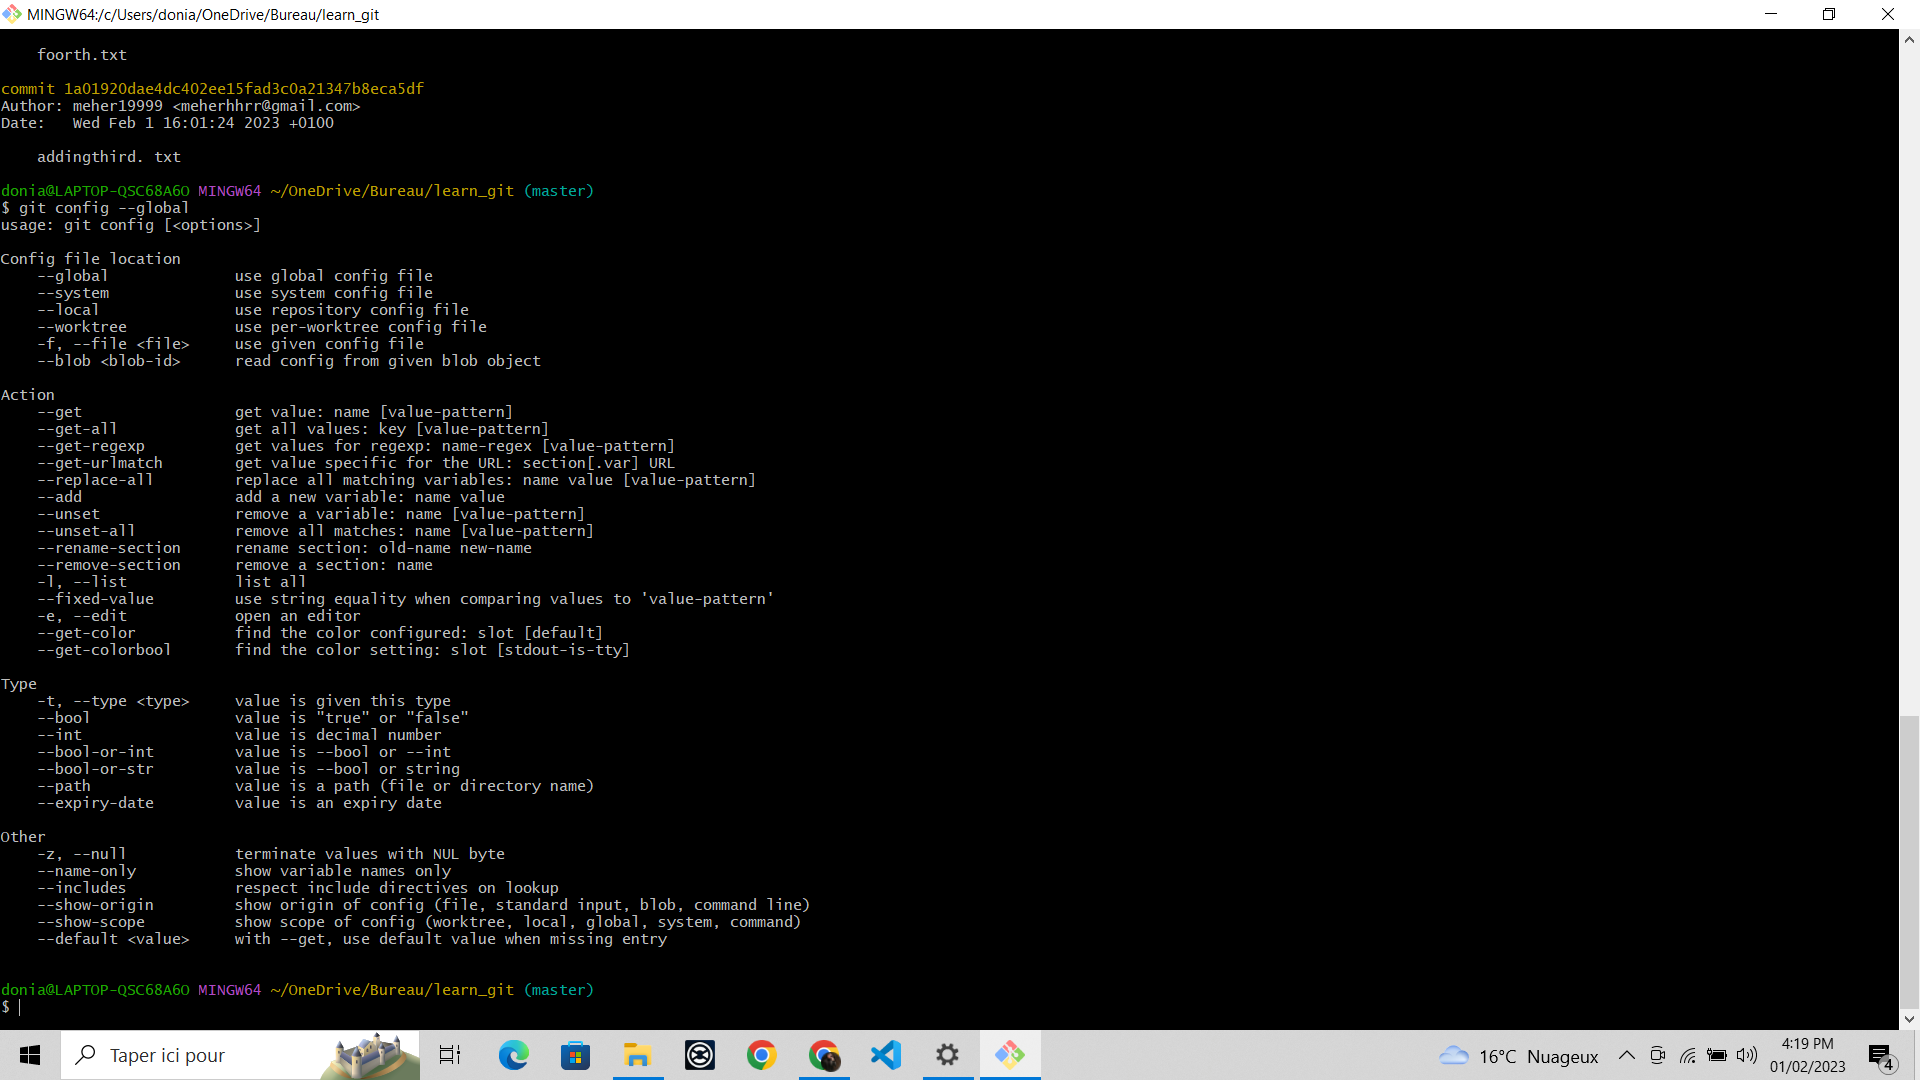 MINGW64:/c/Users/donia/OneDrive/Bureau/learn_git
foorth.txt
commit 1a01920dae4dc402ee15fad3c0a21347b8eca5df
Author: meher19999 <meherhhrr@gmail.com>
Date:   Wed Feb 1 16:01:24 2023 +0100
addingthird. txt
donia@LAPTOP-QSC68A6O MINGW64 ~/OneDrive/Bureau/learn_git (master)
$ git config --global
usage: git config [<options>]
Config file location
--global use global config file
--system use system config file
--local use repository config file
--worktree use per-worktree config file
-f, --file <file> use given config file
--blob <blob-id> read config from given blob object
Action
--get get value: name [value-pattern]
--get-all get all values: key [value-pattern]
--get-regexp get values for regexp: name-regex [value-pattern]
--get-urlmatch get value specific for the URL: section[.var] URL
--replace-all replace all matching variables: name value [value-pattern]
--add add a new variable: name value
--unset remove a variable: name [value-pattern]
--unset-all remove all matches: name [value-pattern]
--rename-section rename section: old-name new-name
--remove-section remove a section: name
-l, --list list all
--fixed-value use string equality when comparing values to 'value-pattern'
-e, --edit open an editor
--get-color find the color configured: slot [default]
--get-colorbool find the color setting: slot [stdout-is-tty]
Type
-t, --type <type> value is given this type
--bool value is "true" or "false"
--int value is decimal number
--bool-or-int value is --bool or --int
--bool-or-str value is --bool or string
--path value is a path (file or directory name)
--expiry-date value is an expiry date
Other
-z, --null terminate values with NUL byte
--name-only show variable names only
--includes respect include directives on lookup
--show-origin show origin of config (file, standard input, blob, command line)
--show-scope show scope of config (worktree, local, global, system, command)
--default <value> with --get, use default value when missing entry
donia@LAPTOP-QSC68A6O MINGW64 ~/OneDrive/Bureau/learn_git (master)
$
Taper ici pour
16°C Nuageux
4:19 PM
01/02/2023
4